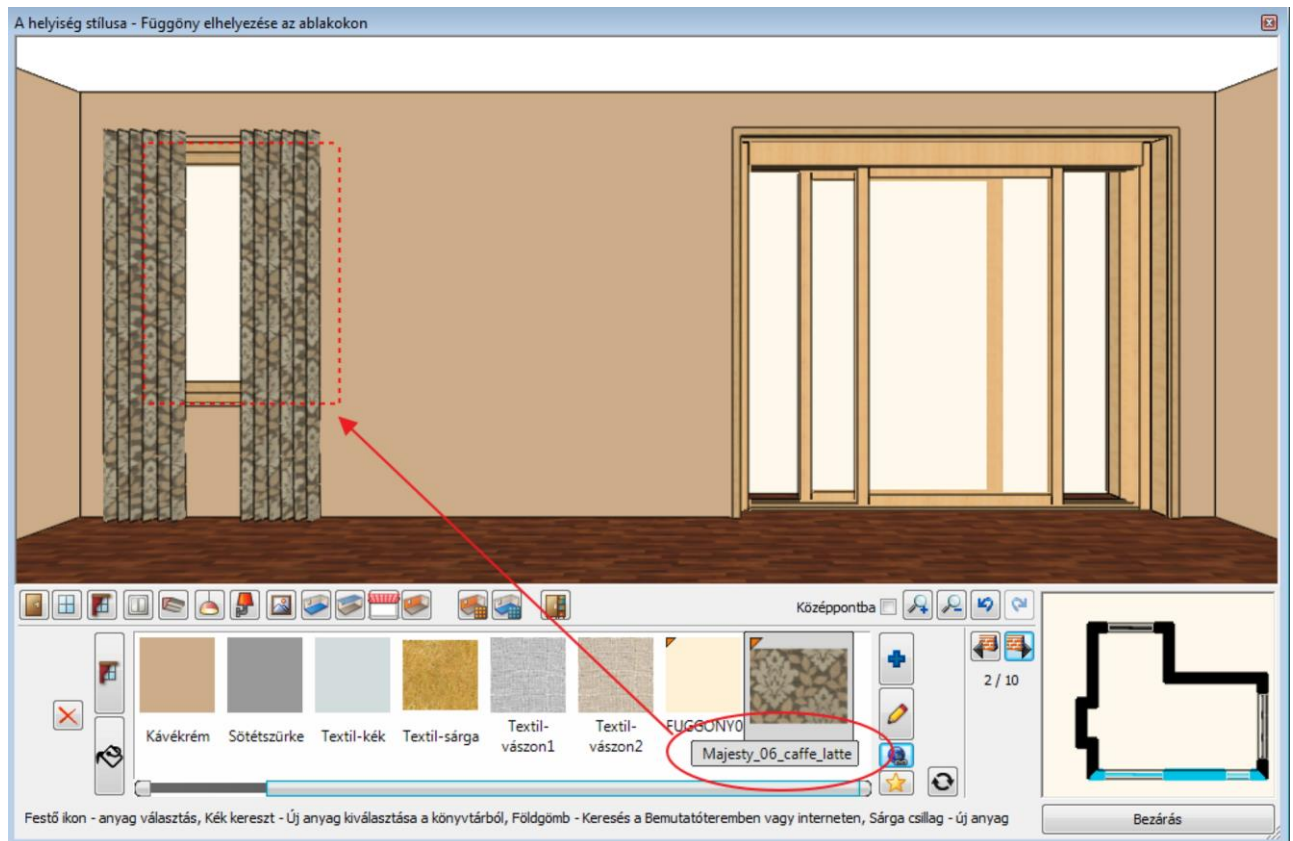 A helyiség stílusa - Függöny elhelyezése az ablakokon
Középpontba
2 / 10
Kávékrém
Sötétszürke
Textil-kék
Textil-sárga
Textil-
vászon1
Textil-
vászon2
FUGGONY0
Majesty_06_caffe_latte
Festő ikon - anyag választás, Kék kereszt - Új anyag kiválasztása a könyvtárból, Földgömb - Keresés a Bemutatóteremben vagy interneten, Sárga csillag - új anyag
Bezárás